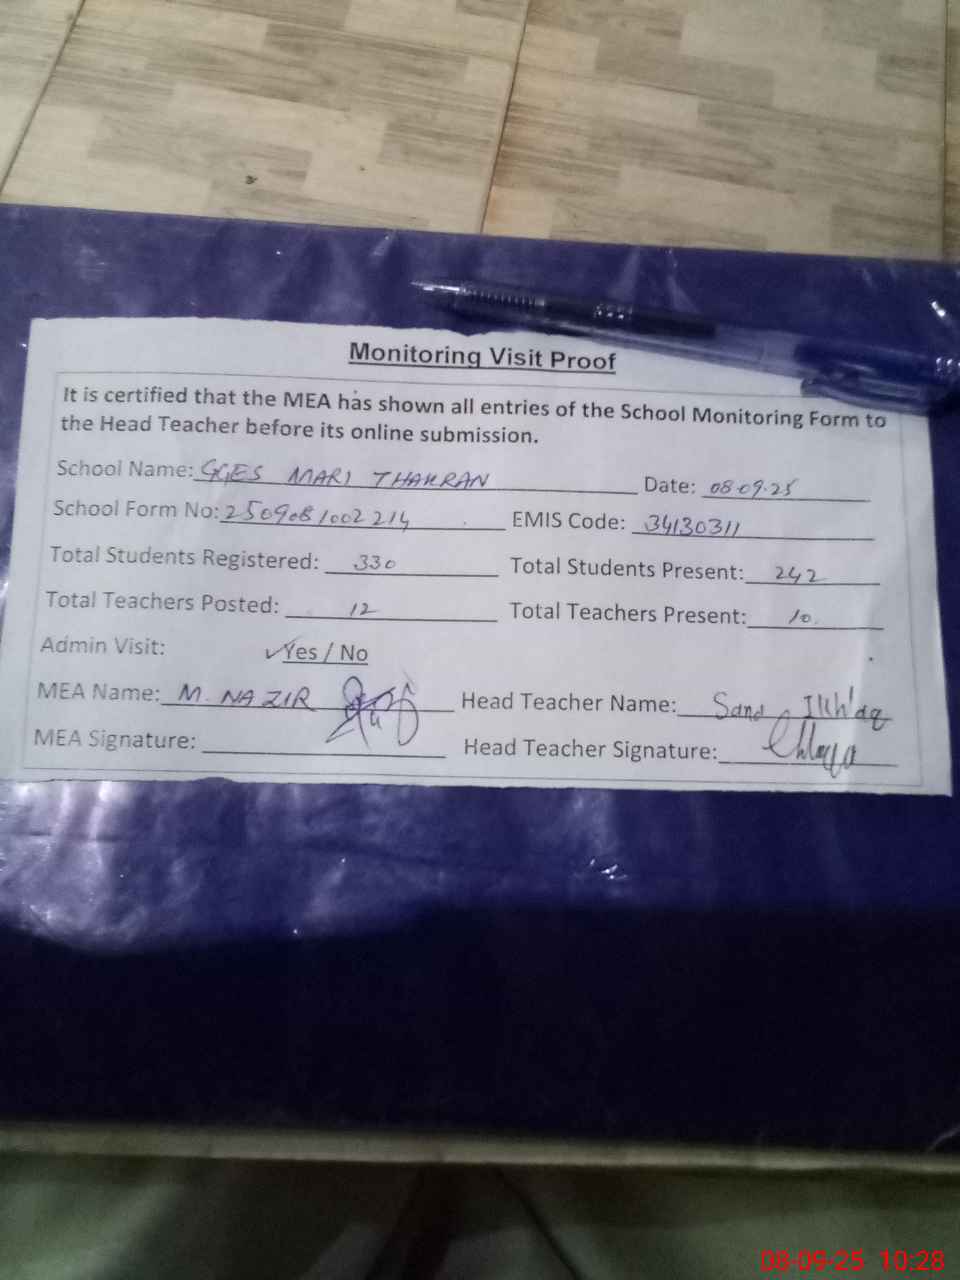 Monitoring Visit Proof
It is certified that the MEA has shown all entries of the School Monitoring Form to
the Head Teacher before its online submission.
School Name: GGES MARI THAKRAN Date: 08-09-25
School Form No: 2509081002214 EMIS Code: 34130311
Total Students Registered: 330 Total Students Present: 242
Total Teachers Posted: 12 Total Teachers Present: 10.
Admin Visit: ✓Yes / No
MEA Name: M. NAZIR Head Teacher Name:
MEA Signature: Head Teacher Signature:
08-09-25 10:28